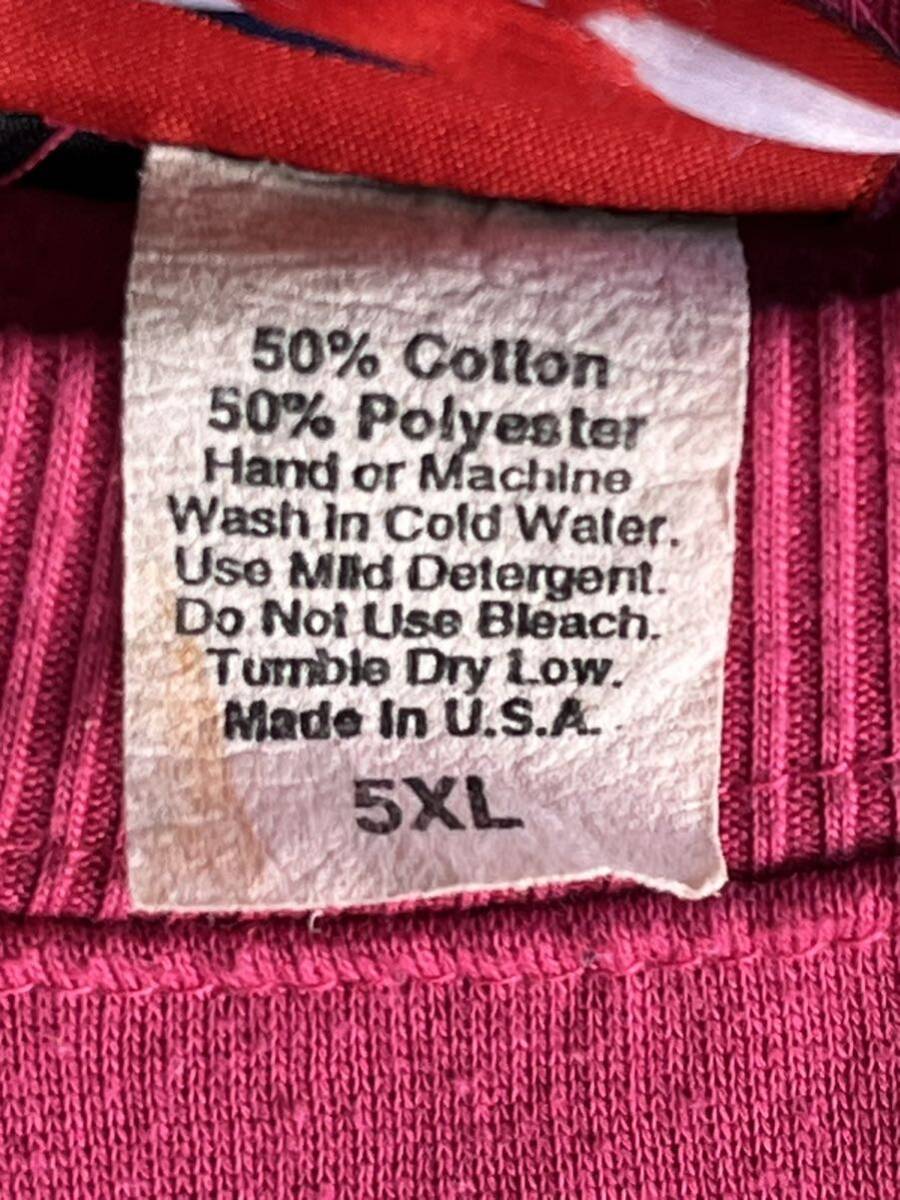 50% Cotton
50% Polyester
Hand or Machine
Wash In Cold Water.
Use Mild Detergent.
Do Not Use Bleach.
Tumble Dry Low.
Made In U.S.A.
5XL